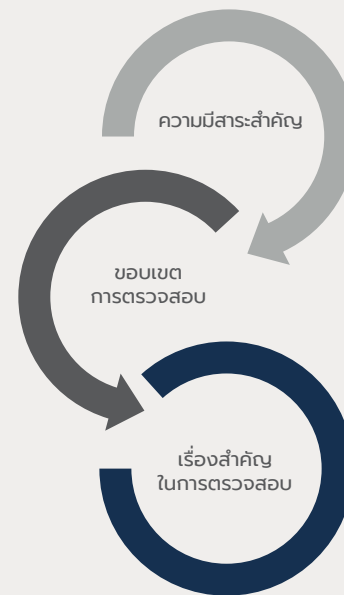 ความมีสาระสำคัญ
ขอบเขต
การตรวจสอบ
เรื่องสำคัญ
ในการตรวจสอบ